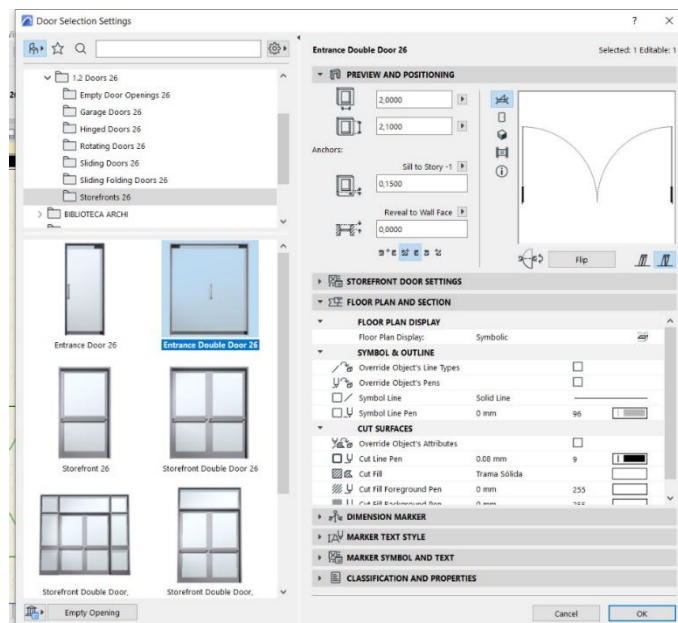 Door Selection Settings
? ×
Entrance Double Door 26
Selected: 1 Editable: 1
1.2 Doors 26
Empty Door Openings 26
Garage Doors 26
Hinged Doors 26
Rotating Doors 26
Sliding Doors 26
Sliding Folding Doors 26
Storefronts 26
BIBLIOTECA ARCHI
Entrance Door 26
Entrance Double Door 26
Storefront 26
Storefront Double Door 26
Storefront Double Door,
Storefront Double Door,
Empty Opening
PREVIEW AND POSITIONING
2,0000
2,1000
Anchors:
Sill to Story -1
0,1500
Reveal to Wall Face
0,0000
Flip
STOREFRONT DOOR SETTINGS
FLOOR PLAN AND SECTION
FLOOR PLAN DISPLAY
Floor Plan Display: Symbolic
SYMBOL & OUTLINE
Override Object's Line Types
Override Object's Pens
Symbol Line Solid Line
Symbol Line Pen 0 mm 96
CUT SURFACES
Override Object's Attributes
Cut Line Pen 0.08 mm 9
Cut Fill Trama Sólida
Cut Fill Foreground Pen 0 mm 255
Cut Fill Background Pen 0 mm 255
DIMENSION MARKER
MARKER TEXT STYLE
MARKER SYMBOL AND TEXT
CLASSIFICATION AND PROPERTIES
Cancel OK